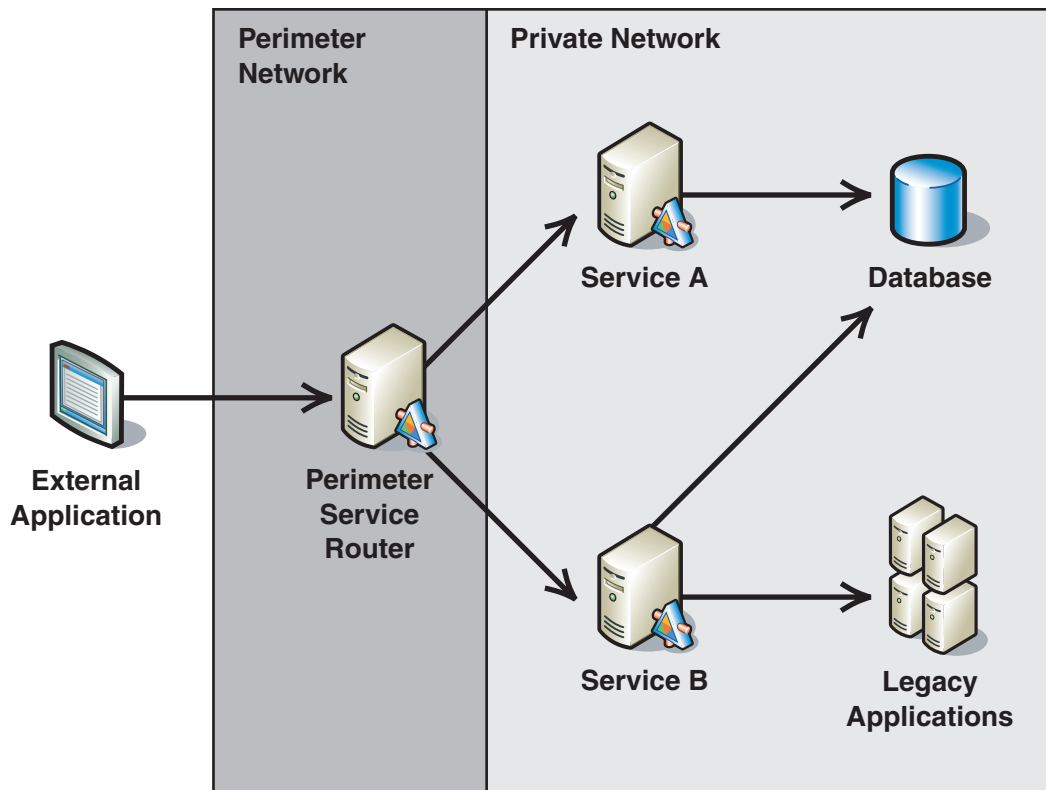 Perimeter
Network
Private Network
Service A
Database
External
Application
Perimeter
Service
Router
Service B
Legacy
Applications